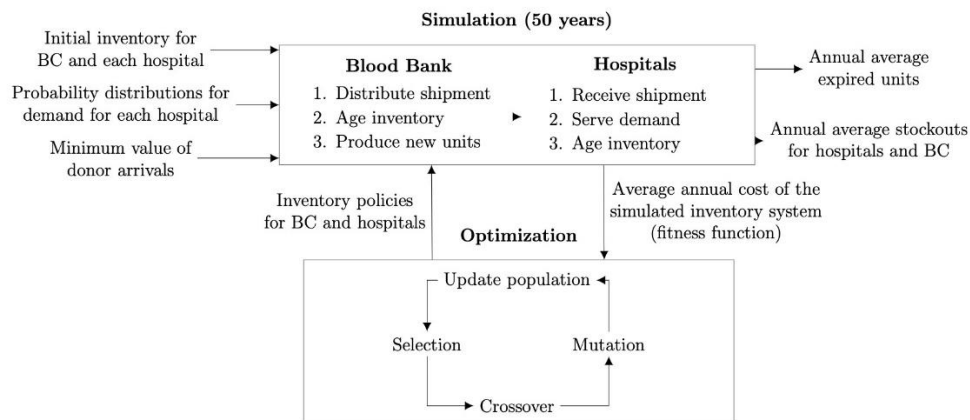 Simulation (50 years)
Initial inventory for
BC and each hospital
Probability distributions for
demand for each hospital
Minimum value of
donor arrivals
Blood Bank
1. Distribute shipment
2. Age inventory
3. Produce new units
Hospitals
1. Receive shipment
2. Serve demand
3. Age inventory
Annual average
expired units
Annual average stockouts
for hospitals and BC
Inventory policies
for BC and hospitals
Average annual cost of the
simulated inventory system
(fitness function)
Optimization
Update population
Selection
Mutation
Crossover